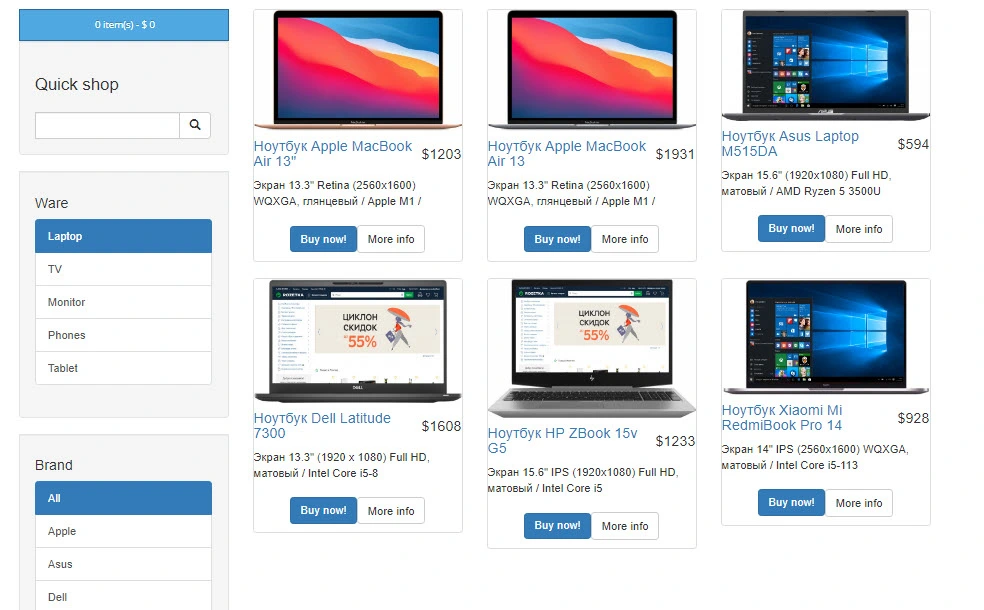 0 item(s) - $ 0
Quick shop
Ware
Laptop
TV
Monitor
Phones
Tablet
Brand
All
Apple
Asus
Dell
Ноутбук Apple MacBook
Air 13"
$1203
Экран 13.3" Retina (2560x1600)
WQXGA, глянцевый / Apple M1 /
Buy now!
More info
Ноутбук Apple MacBook
Air 13
$1931
Экран 13.3" Retina (2560x1600)
WQXGA, глянцевый / Apple M1 /
Buy now!
More info
Ноутбук Asus Laptop
M515DA
$594
Экран 15.6" (1920x1080) Full HD,
матовый / AMD Ryzen 5 3500U
Buy now!
More info
ROZETKA
ЦИКЛОН
СКИДОК
55%
DELL
Ноутбук Dell Latitude
7300
$1608
Экран 13.3" (1920 x 1080) Full HD,
матовый / Intel Core i5-8
Buy now!
More info
ROZETKA
ЦИКЛОН
СКИДОК
55%
Ноутбук HP ZBook 15v
G5
$1233
Экран 15.6" IPS (1920x1080) Full HD,
матовый / Intel Core i5
Buy now!
More info
Ноутбук Xiaomi Mi
RedmiBook Pro 14
$928
Экран 14" IPS (2560x1600) WQXGA,
матовый / Intel Core i5-113
Buy now!
More info